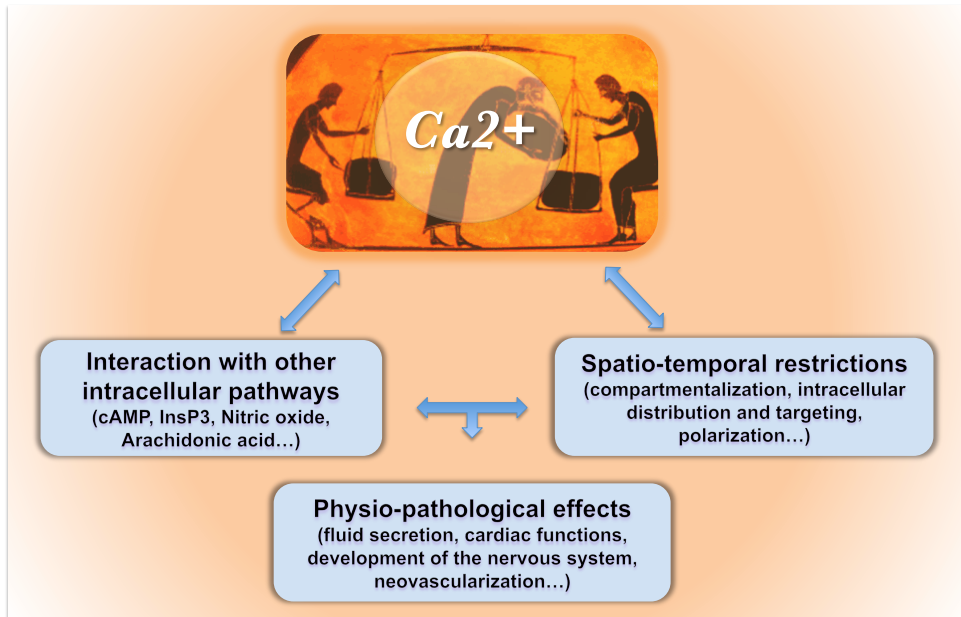 Ca2+
Interaction with other
intracellular pathways
(cAMP, InsP3, Nitric oxide,
Arachidonic acid…)
Spatio-temporal restrictions
(compartmentalization, intracellular
distribution and targeting,
polarization…)
Physio-pathological effects
(fluid secretion, cardiac functions,
development of the nervous system,
neovascularization…)